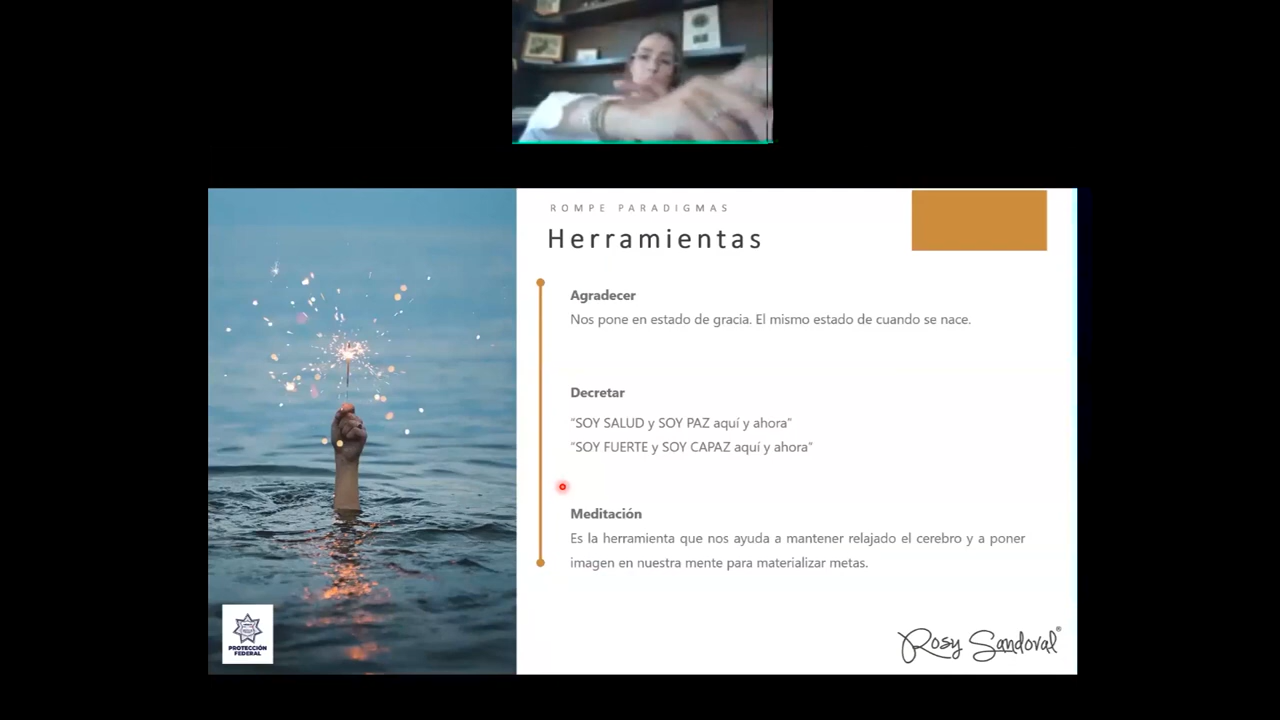 ROMPE PARADIGMAS
Herramientas
Agradecer
Nos pone en estado de gracia. El mismo estado de cuando se nace.
Decretar
"SOY SALUD y SOY PAZ aquí y ahora"
"SOY FUERTE y SOY CAPAZ aquí y ahora"
Meditación
Es la herramienta que nos ayuda a mantener relajado el cerebro y a poner
imagen en nuestra mente para materializar metas.
PROTECCIÓN
FEDERAL
Rosy Sandoval®